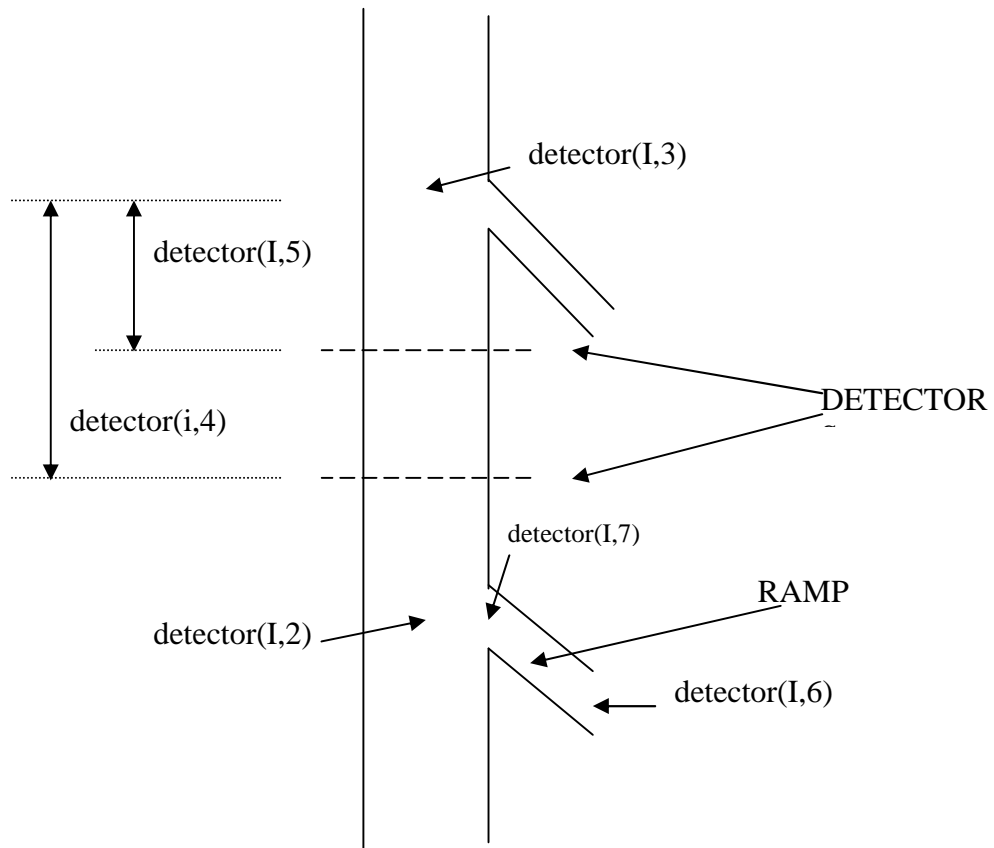 detector(I,3)
detector(I,5)
DETECTOR
detector(i,4)
detector(I,7)
RAMP
detector(I,2)
detector(I,6)